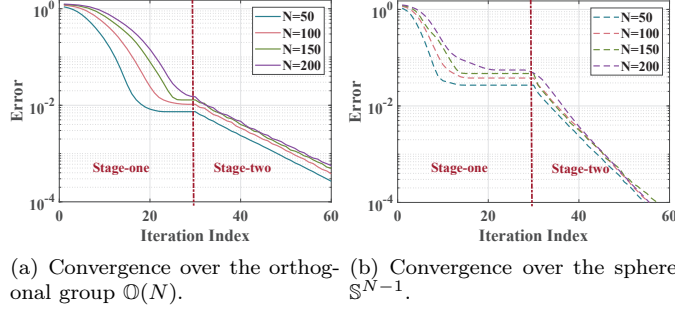 10^0
10^{-2}
10^{-4}
Error
0
20
40
60
Iteration Index
Stage-one
Stage-two
N=50
N=100
N=150
N=200
10^0
10^{-2}
10^{-4}
Error
0
20
40
60
Iteration Index
Stage-one
Stage-two
N=50
N=100
N=150
N=200
(a) Convergence over the orthog-
onal group 𝕆(N).
(b) Convergence over the sphere
𝕊^{N−1}.